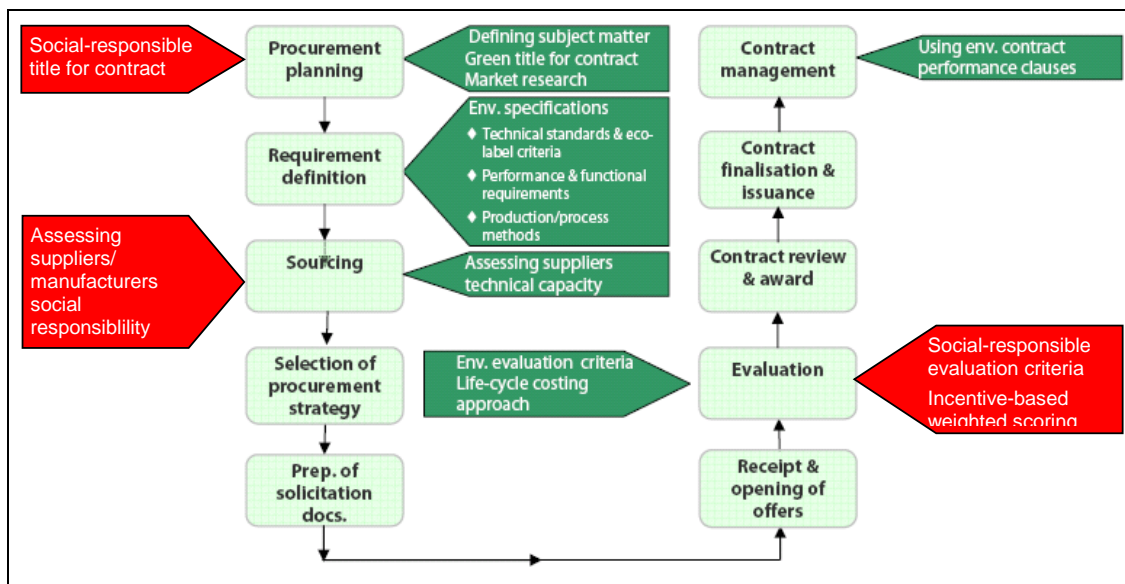 Social-responsible
title for contract
Procurement
planning
Defining subject matter
Green title for contract
Market research
Contract
management
Using env. contract
performance clauses
Requirement
definition
Env. specifications
♦ Technical standards & eco-
label criteria
♦ Performance & functional
requirements
♦ Production/process
methods
Contract
finalisation &
issuance
Assessing
suppliers/
manufacturers
social
responsiblility
Sourcing
Assessing suppliers
technical capacity
Contract review
& award
Selection of
procurement
strategy
Env. evaluation criteria
Life-cycle costing
approach
Evaluation
Social-responsible
evaluation criteria
Incentive-based
weighted scoring
Prep. of
solicitation
docs.
Receipt &
opening of
offers